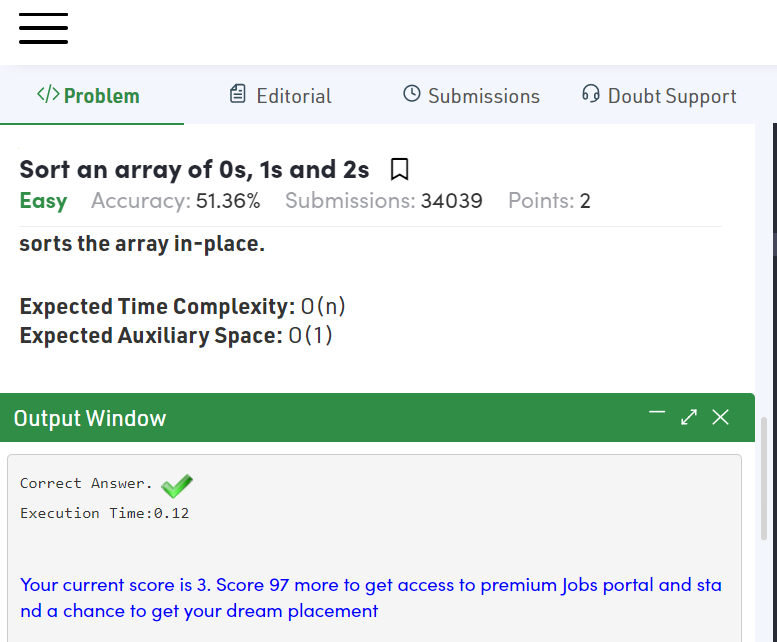 </> Problem Editorial Submissions Doubt Support
Sort an array of 0s, 1s and 2s
Easy Accuracy: 51.36% Submissions: 34039 Points: 2
sorts the array in-place.
Expected Time Complexity: O(n)
Expected Auxiliary Space: O(1)
Output Window
Correct Answer.
Execution Time:0.12
Your current score is 3. Score 97 more to get access to premium Jobs portal and sta
nd a chance to get your dream placement